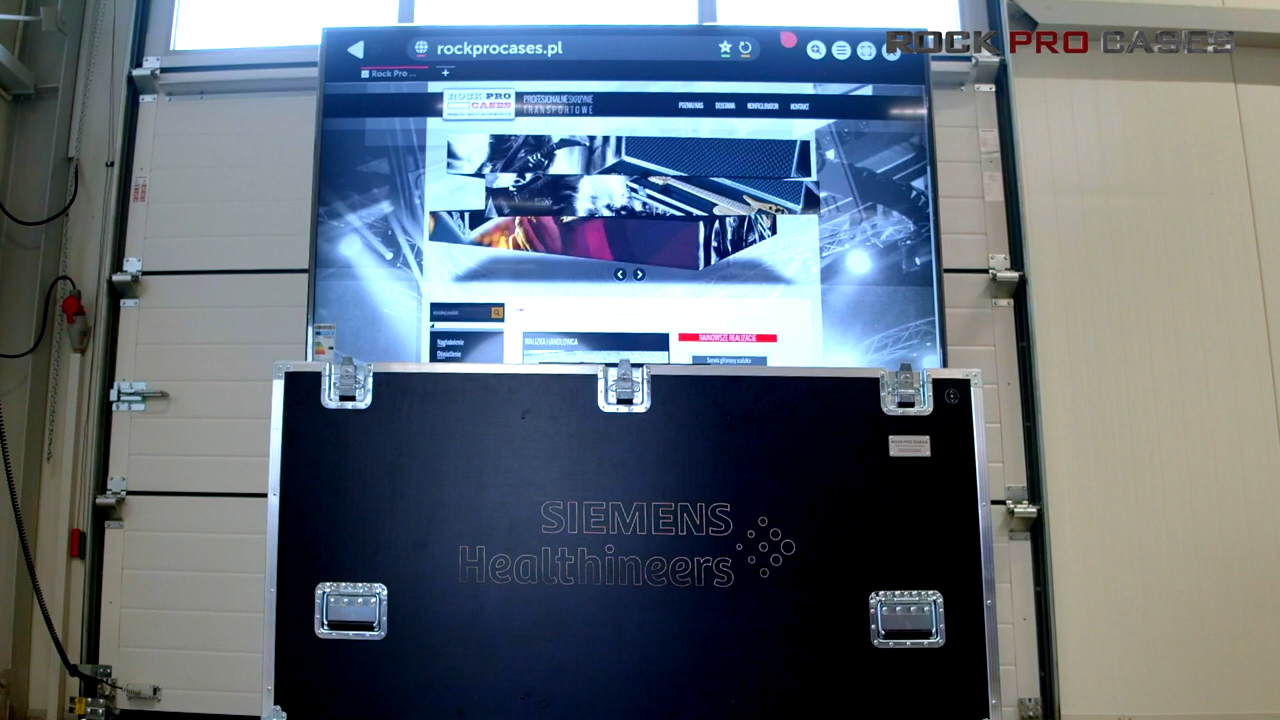 rockprocases.pl
ROCK PRO CASES
Rock Pro ...
ROCK PRO
CASES
PROFESJONALNE SKRZYNIE
TRANSPORTOWE
POZNAJ NAS DOSTAWA KONFIGURATOR KONTAKT
Nagłośnienie
Oświetlenie
WALIZKA HANDLOWCA
NAJNOWSZE REALIZACJE
SIEMENS
Healthineers